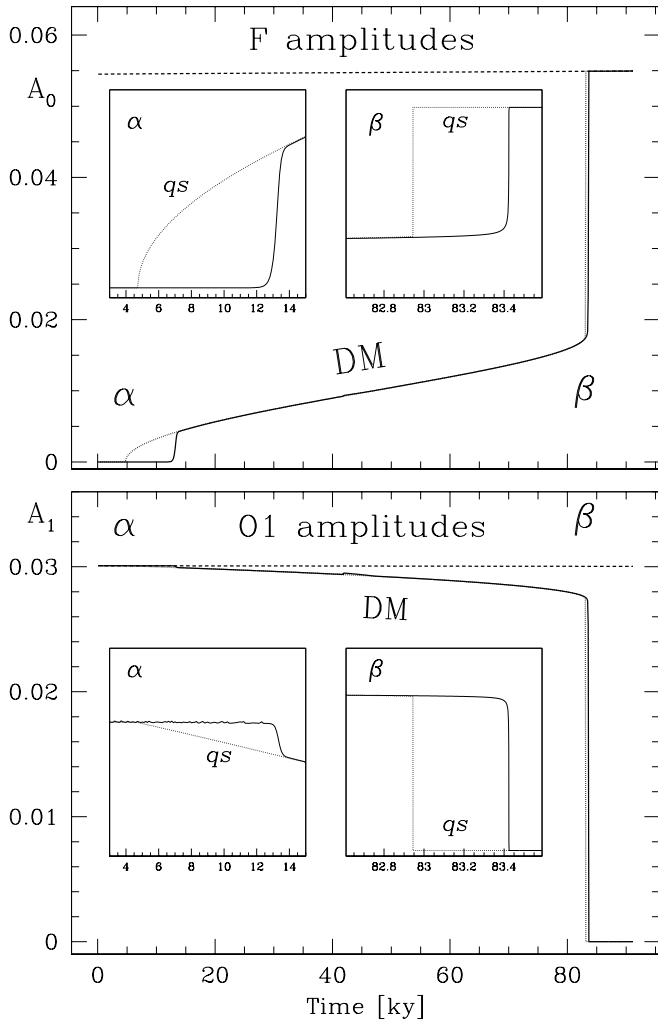 F amplitudes
0.06
A0
0.04
0.02
0
α
qs
4 6 8 10 12 14
β
qs
82.8 83 83.2 83.4
DM
α
β
A1
α
O1 amplitudes
β
0.03
0.02
0.01
0
DM
α
qs
4 6 8 10 12 14
β
qs
82.8 83 83.2 83.4
0 20 40 60 80
Time [ky]